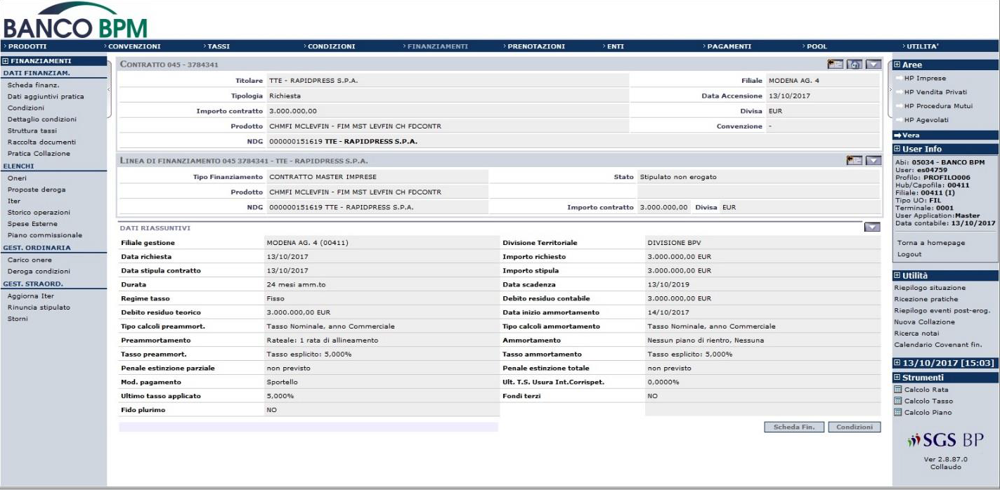 BANCO BPM
PRODOTTI CONVENZIONI TASSI CONDIZIONI FINANZIAMENTI PRENOTAZIONI ENTI PAGAMENTI POOL UTILITA'
FINANZIAMENTI
DATI FINANZIAM.
Scheda finanz.
Dati aggiuntivi pratica
Condizioni
Dettaglio condizioni
Struttura tassi
Raccolta documenti
Pratica Collazione
ELENCHI
Oneri
Proposte deroga
Iter
Storico operazioni
Spese Esterne
Piano commissionale
GEST. ORDINARIA
Carico onere
Deroga condizioni
GEST. STRAORD.
Aggiorna Iter
Rinuncia stipulato
Storni
CONTRATTO 045 - 3784341
Titolare TTE - RAPIDPRESS S.P.A. Filiale MODENA AG. 4
Tipologia Richiesta Data Accensione 13/10/2017
Importo contratto 3.000.000,00 Divisa EUR
Prodotto CHMFI MCLEVFIN - FIM MST LEVFIN CH FDCONTR Convenzione -
NDG 000000151619 TTE - RAPIDPRESS S.P.A.
LINEA DI FINANZIAMENTO 045 3784341 - TTE - RAPIDPRESS S.P.A.
Tipo Finanziamento CONTRATTO MASTER IMPRESE Stato Stipulato non erogato
Prodotto CHMFI MCLEVFIN - FIM MST LEVFIN CH FDCONTR
NDG 000000151619 TTE - RAPIDPRESS S.P.A. Importo contratto 3.000.000,00 Divisa EUR
DATI RIASSUNTIVI
Filiale gestione MODENA AG. 4 (00411) Divisione Territoriale DIVISIONE BPV
Data richiesta 13/10/2017 Importo richiesto 3.000.000,00 EUR
Data stipula contratto 13/10/2017 Importo stipula 3.000.000,00 EUR
Durata 24 mesi amm.to Data scadenza 13/10/2019
Regime tasso Fisso Debito residuo contabile 3.000.000,00 EUR
Debito residuo teorico 3.000.000,00 EUR Data inizio ammortamento 14/10/2017
Tipo calcoli preammort. Tasso Nominale, anno Commerciale Tipo calcoli ammortamento Tasso Nominale, anno Commerciale
Preammortamento Rateale: 1 rata di allineamento Ammortamento Nessun piano di rientro, Nessuna
Tasso preammort. Tasso esplicito: 5,000% Tasso ammortamento Tasso esplicito: 5,000%
Penale estinzione parziale non previsto Penale estinzione totale non previsto
Mod. pagamento Sportello Ult. T.S. Usura Int.Corrispet. 0,0000%
Ultimo tasso applicato 5,000% Fondi terzi NO
Fido plurimo NO
Scheda Fin. Condizioni
Aree
HP Imprese
HP Vendita Privati
HP Procedura Mutui
HP Agevolati
Vera
User Info
Abi: 05034 - BANCO BPM
User: es04759
Profilo: PROFILO006
Hub/Capofila: 00411
Filiale: 00411 (I)
Tipo UO: FIL
Terminale: 0001
User Application:Master
Data contabile: 13/10/2017
Torna a homepage
Logout
Utilità
Riepilogo situazione
Ricezione pratiche
Riepilogo eventi post-erog.
Nuova Collazione
Ricerca notai
Calendario Covenant fin.
13/10/2017 [15:03]
Strumenti
Calcolo Rata
Calcolo Tasso
Calcolo Piano
SGS BP
Ver 2.8.87.0
Collaudo